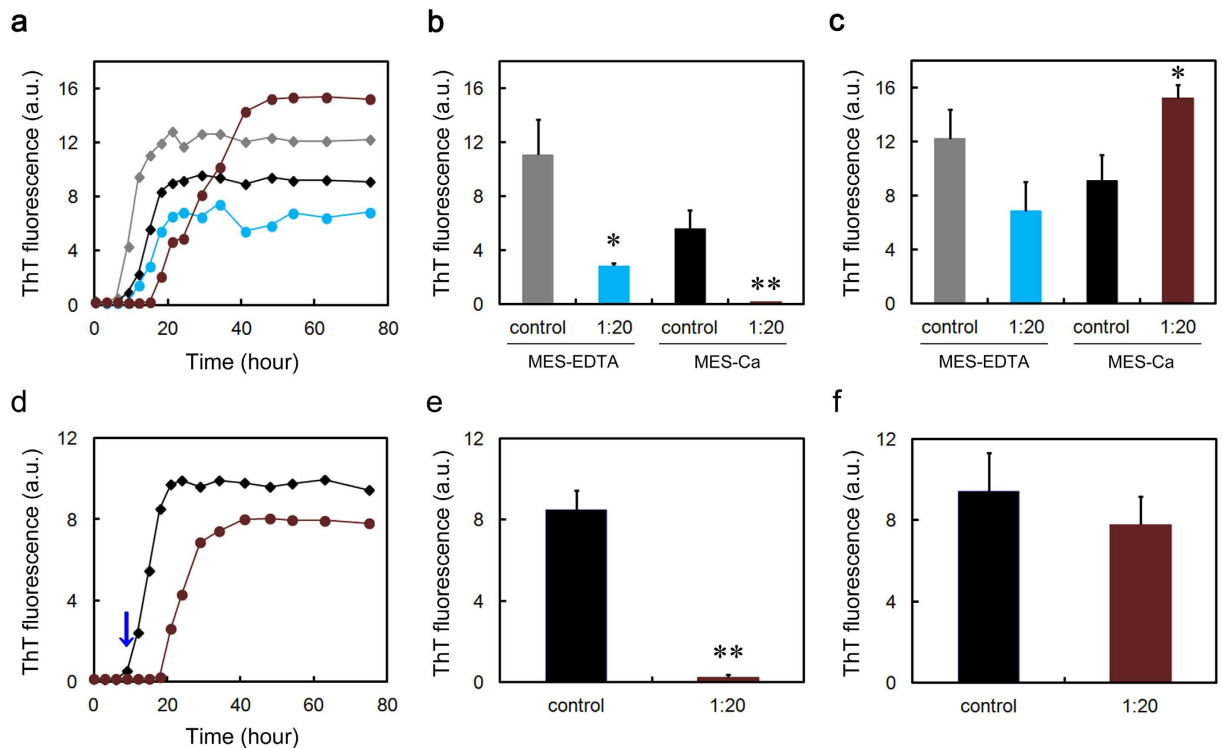 a
ThT fluorescence (a.u.)
16
12
8
4
0
0 20 40 60 80
Time (hour)
b
ThT fluorescence (a.u.)
16
12
8
4
0
*
**
control 1:20 control 1:20
MES-EDTA MES-Ca
c
ThT fluorescence (a.u.)
16
12
8
4
0
*
control 1:20 control 1:20
MES-EDTA MES-Ca
d
ThT fluorescence (a.u.)
12
8
4
0
0 20 40 60 80
Time (hour)
e
ThT fluorescence (a.u.)
12
8
4
0
**
control 1:20
f
ThT fluorescence (a.u.)
12
8
4
0
control 1:20